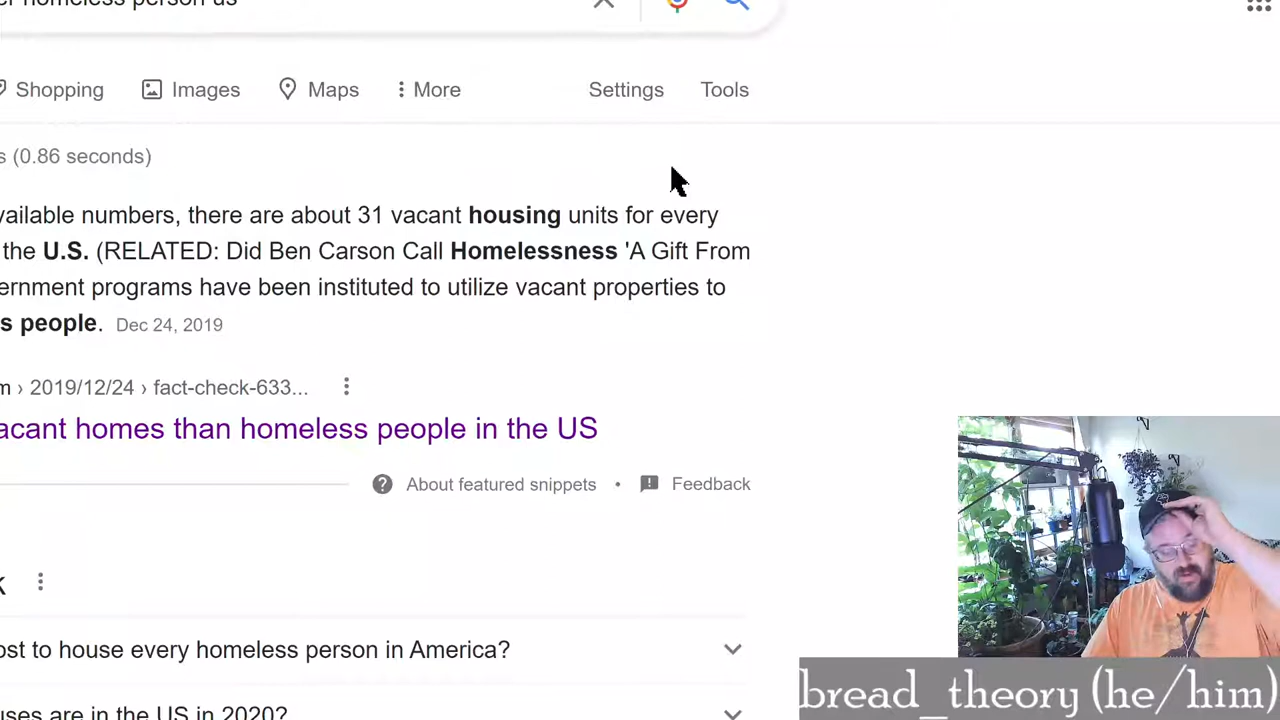 er homeless person us
Shopping Images Maps More Settings Tools
s (0.86 seconds)
vailable numbers, there are about 31 vacant housing units for every
the U.S. (RELATED: Did Ben Carson Call Homelessness 'A Gift From
ernment programs have been instituted to utilize vacant properties to
s people. Dec 24, 2019
m › 2019/12/24 › fact-check-633...
acant homes than homeless people in the US
About featured snippets • Feedback
k
ost to house every homeless person in America?
uses are in the US in 2020?
bread_theory (he/him)